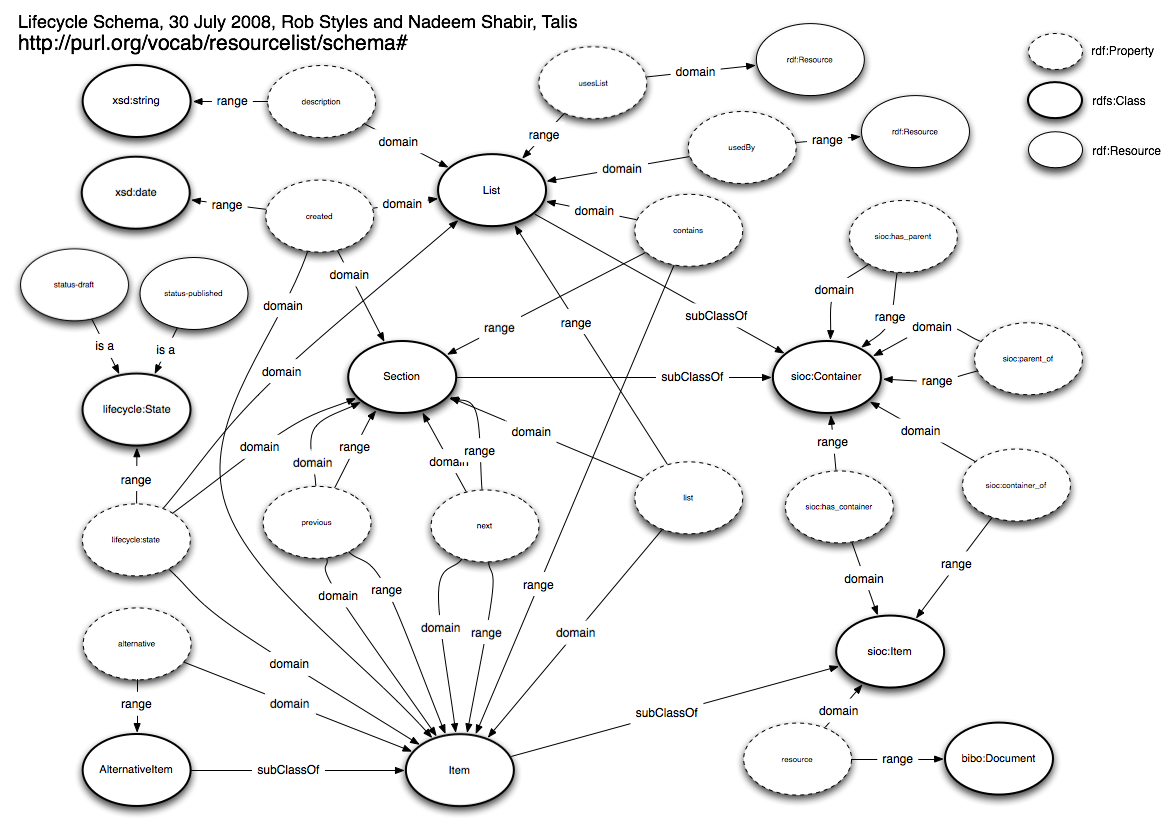 Lifecycle Schema, 30 July 2008, Rob Styles and Nadeem Shabir, Talis
http://purl.org/vocab/resourcelist/schema#
rdf:Property
rdfs:Class
rdf:Resource
xsd:string
range
description
domain
usesList
domain
rdf:Resource
range
usedBy
range
rdf:Resource
domain
List
xsd:date
range
created
domain
domain
contains
sioc:has_parent
status-draft
status-published
domain
domain
domain
range
is a
is a
range
range
subClassOf
domain
sioc:parent_of
range
lifecycle:State
domain
Section
subClassOf
sioc:Container
range
domain
domain
range
domain
range
domain
range
domain
range
lifecycle:state
previous
next
list
sioc:has_container
sioc:container_of
domain
range
range
domain
range
domain
range
domain
alternative
domain
sioc:Item
range
domain
subClassOf
domain
AlternativeItem
subClassOf
Item
resource
range
bibo:Document